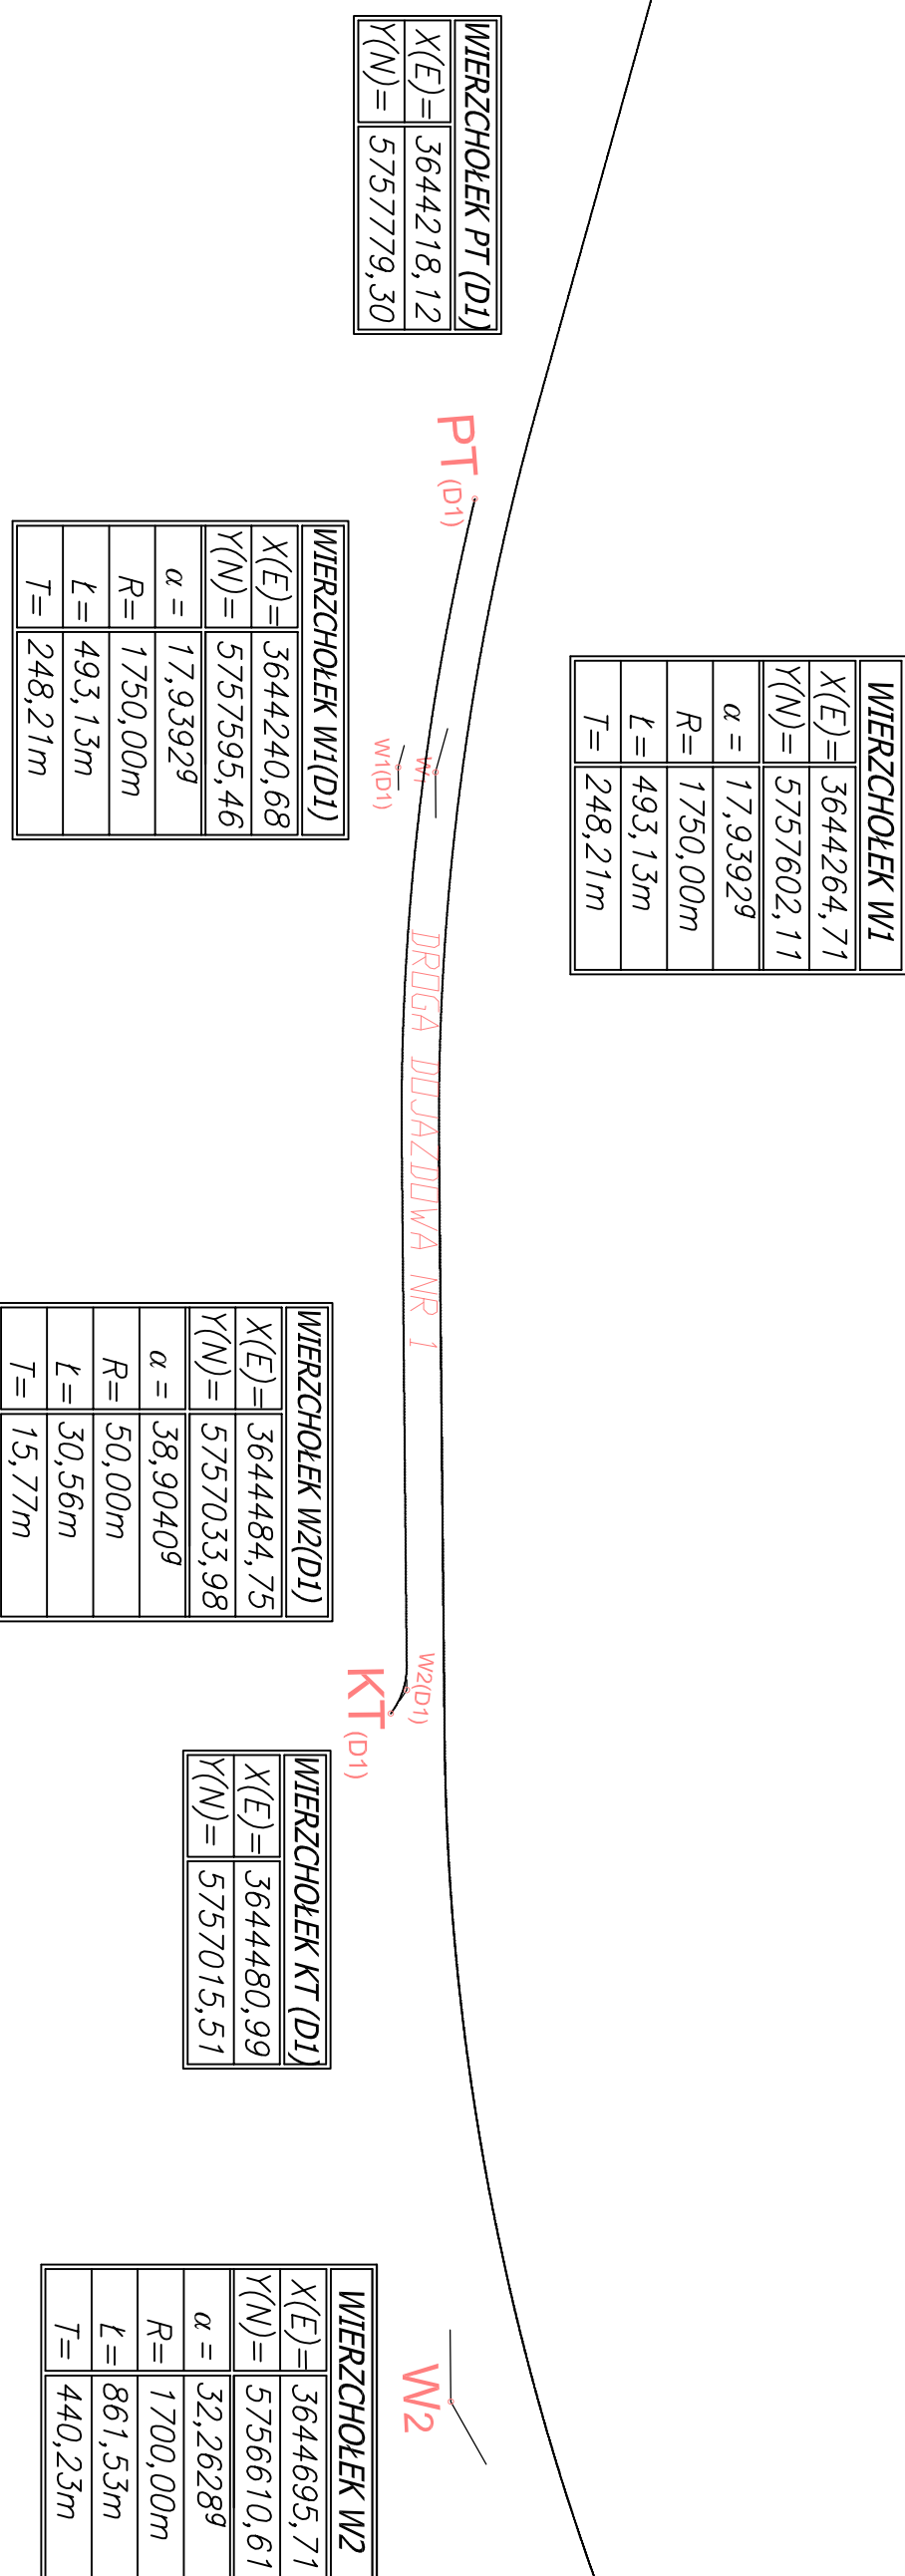 WIERZCHOŁEK PT (D1)
X(E)= 3644218,12
Y(N)= 5757779,30
PT (D1)
WIERZCHOŁEK W1
X(E)= 3644264,71
Y(N)= 5757602,11
α = 17,9392g
R= 1750,00m
Ł= 493,13m
T= 248,21m
WIERZCHOŁEK W1(D1)
X(E)= 3644240,68
Y(N)= 5757595,46
α = 17,9392g
R= 1750,00m
Ł= 493,13m
T= 248,21m
W1
W1(D1)
DROGA DOJAZDOWA NR 1
WIERZCHOŁEK W2(D1)
X(E)= 3644484,75
Y(N)= 5757033,98
α = 38,9040g
R= 50,00m
Ł= 30,56m
T= 15,77m
W2(D1)
KT (D1)
WIERZCHOŁEK KT (D1)
X(E)= 3644480,99
Y(N)= 5757015,51
W2
WIERZCHOŁEK W2
X(E)= 3644695,71
Y(N)= 5756610,61
α = 32,2628g
R= 1700,00m
Ł= 861,53m
T= 440,23m